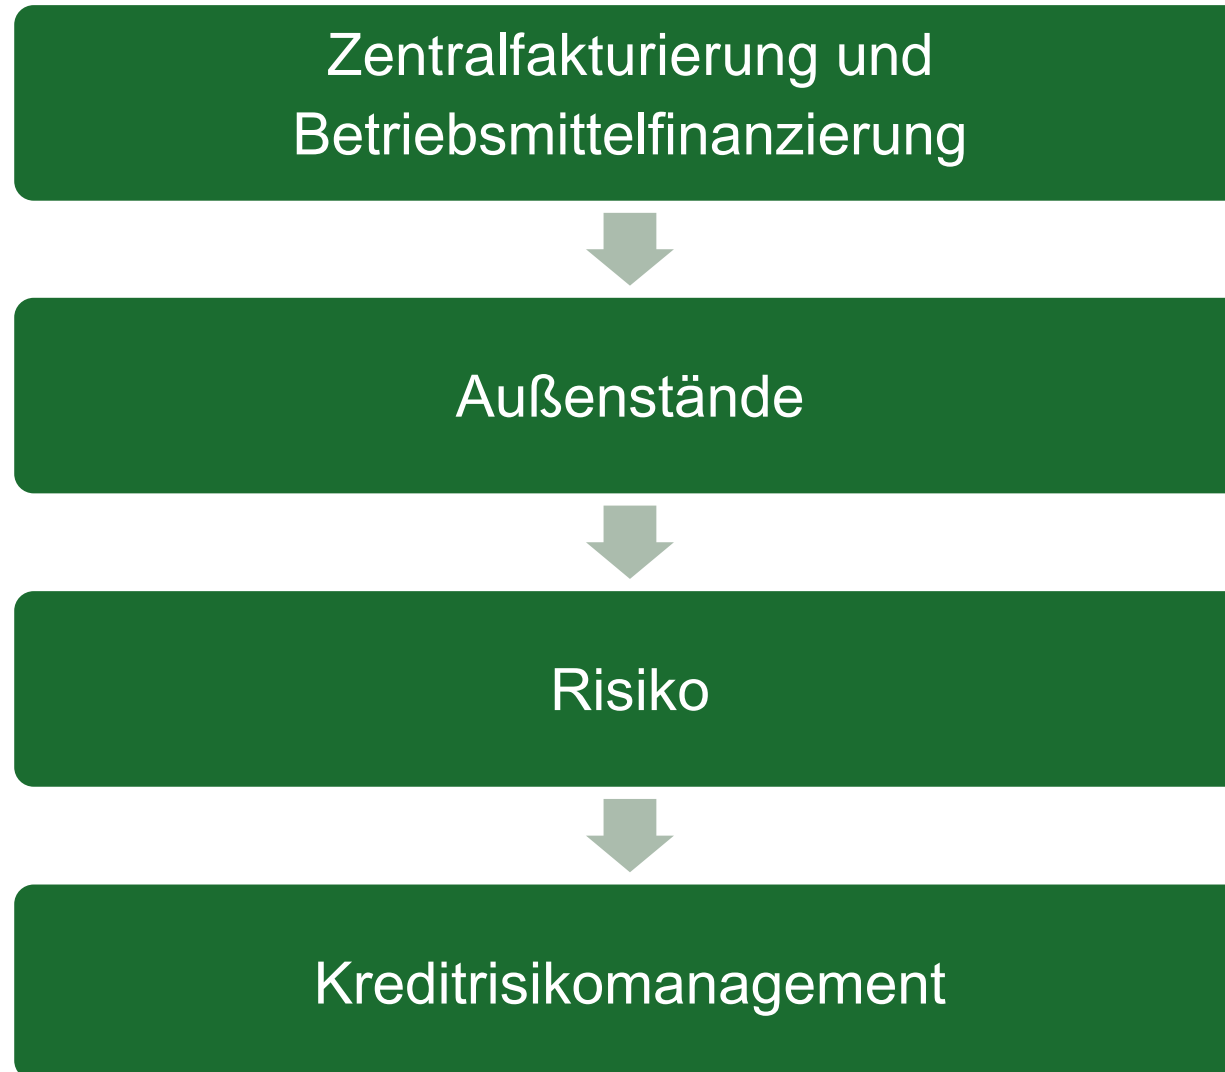 Zentralfakturierung und
Betriebsmittelfinanzierung
Außenstände
Risiko
Kreditrisikomanagement